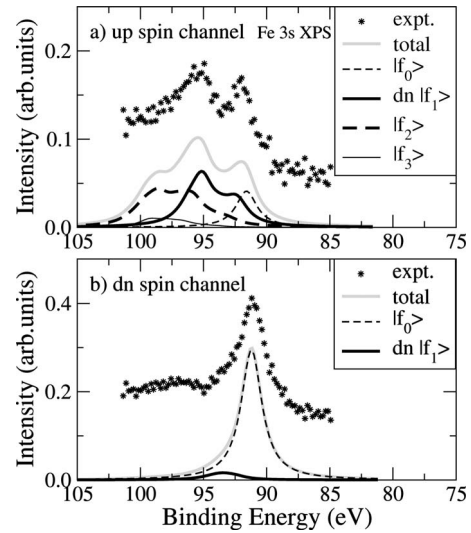 a) up spin channel Fe 3s XPS
expt.
total
|f0>
dn |f1>
|f2>
|f3>
Intensity (arb.units)
0.2
0.1
0.0
105 100 95 90 85 80 75
b) dn spin channel
expt.
total
|f0>
dn |f1>
Intensity (arb.units)
0.4
0.2
0.0
105 100 95 90 85 80 75
Binding Energy (eV)